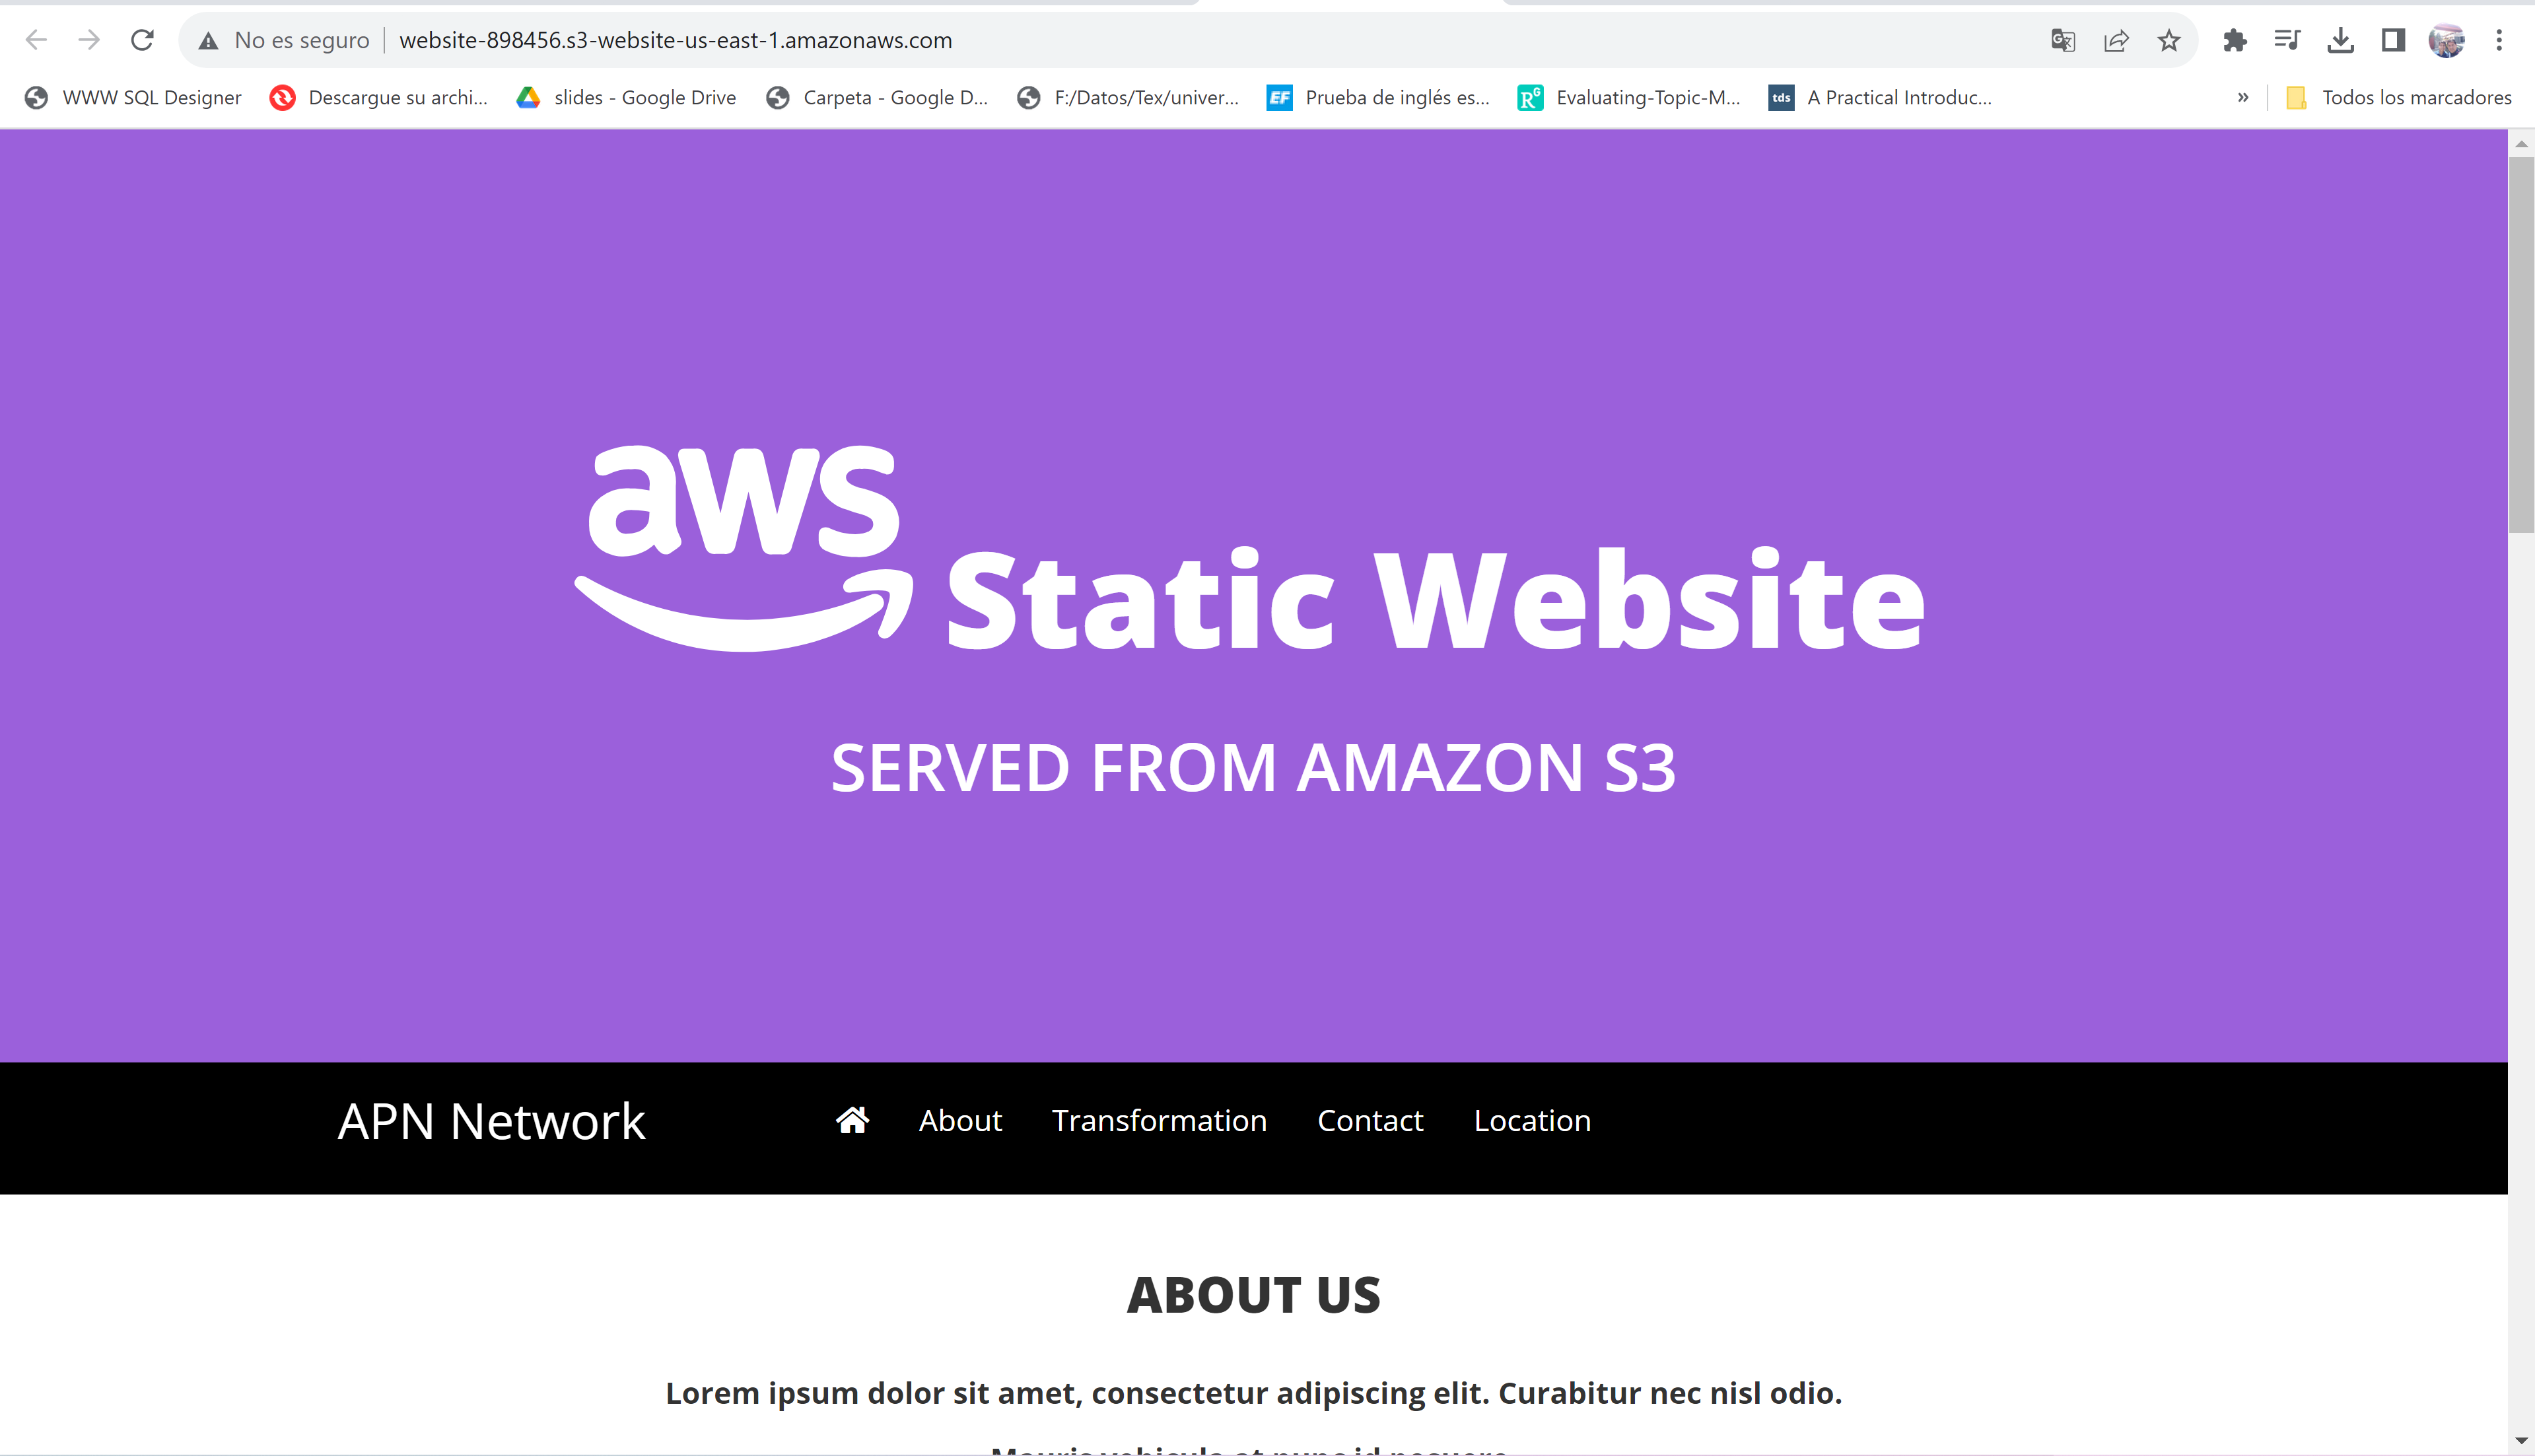 No es seguro website-898456.s3-website-us-east-1.amazonaws.com
WWW SQL Designer Descargue su archi... slides - Google Drive Carpeta - Google D... F:/Datos/Tex/univer... EF Prueba de inglés es... RG Evaluating-Topic-M... tds A Practical Introduc... » Todos los marcadores
aws Static Website
SERVED FROM AMAZON S3
APN Network About Transformation Contact Location
ABOUT US
Lorem ipsum dolor sit amet, consectetur adipiscing elit. Curabitur nec nisl odio.